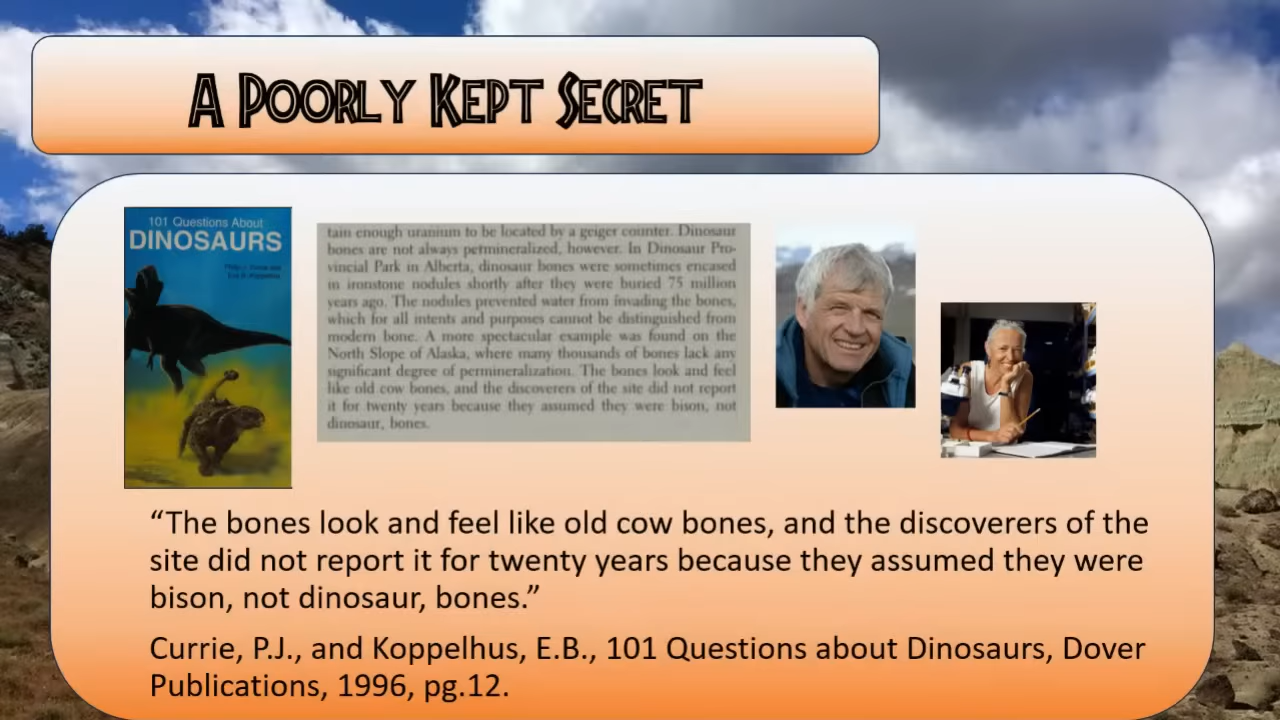 A POORLY KEPT SECRET
101 Questions About
DINOSAURS
tain enough uranium to be located by a geiger counter. Dinosaur
bones are not always permineralized, however. In Dinosaur Pro-
vincial Park in Alberta, dinosaur bones were sometimes encased
in ironstone nodules shortly after they were buried 75 million
years ago. The nodules prevented water from invading the bones,
which for all intents and purposes cannot be distinguished from
modern bone. A more spectacular example was found on the
North Slope of Alaska, where many thousands of bones lack any
significant degree of permineralization. The bones look and feel
like old cow bones, and the discoverers of the site did not report
it for twenty years because they assumed they were bison, not
dinosaur, bones.
“The bones look and feel like old cow bones, and the discoverers of the
site did not report it for twenty years because they assumed they were
bison, not dinosaur, bones.”
Currie, P.J., and Koppelhus, E.B., 101 Questions about Dinosaurs, Dover
Publications, 1996, pg.12.